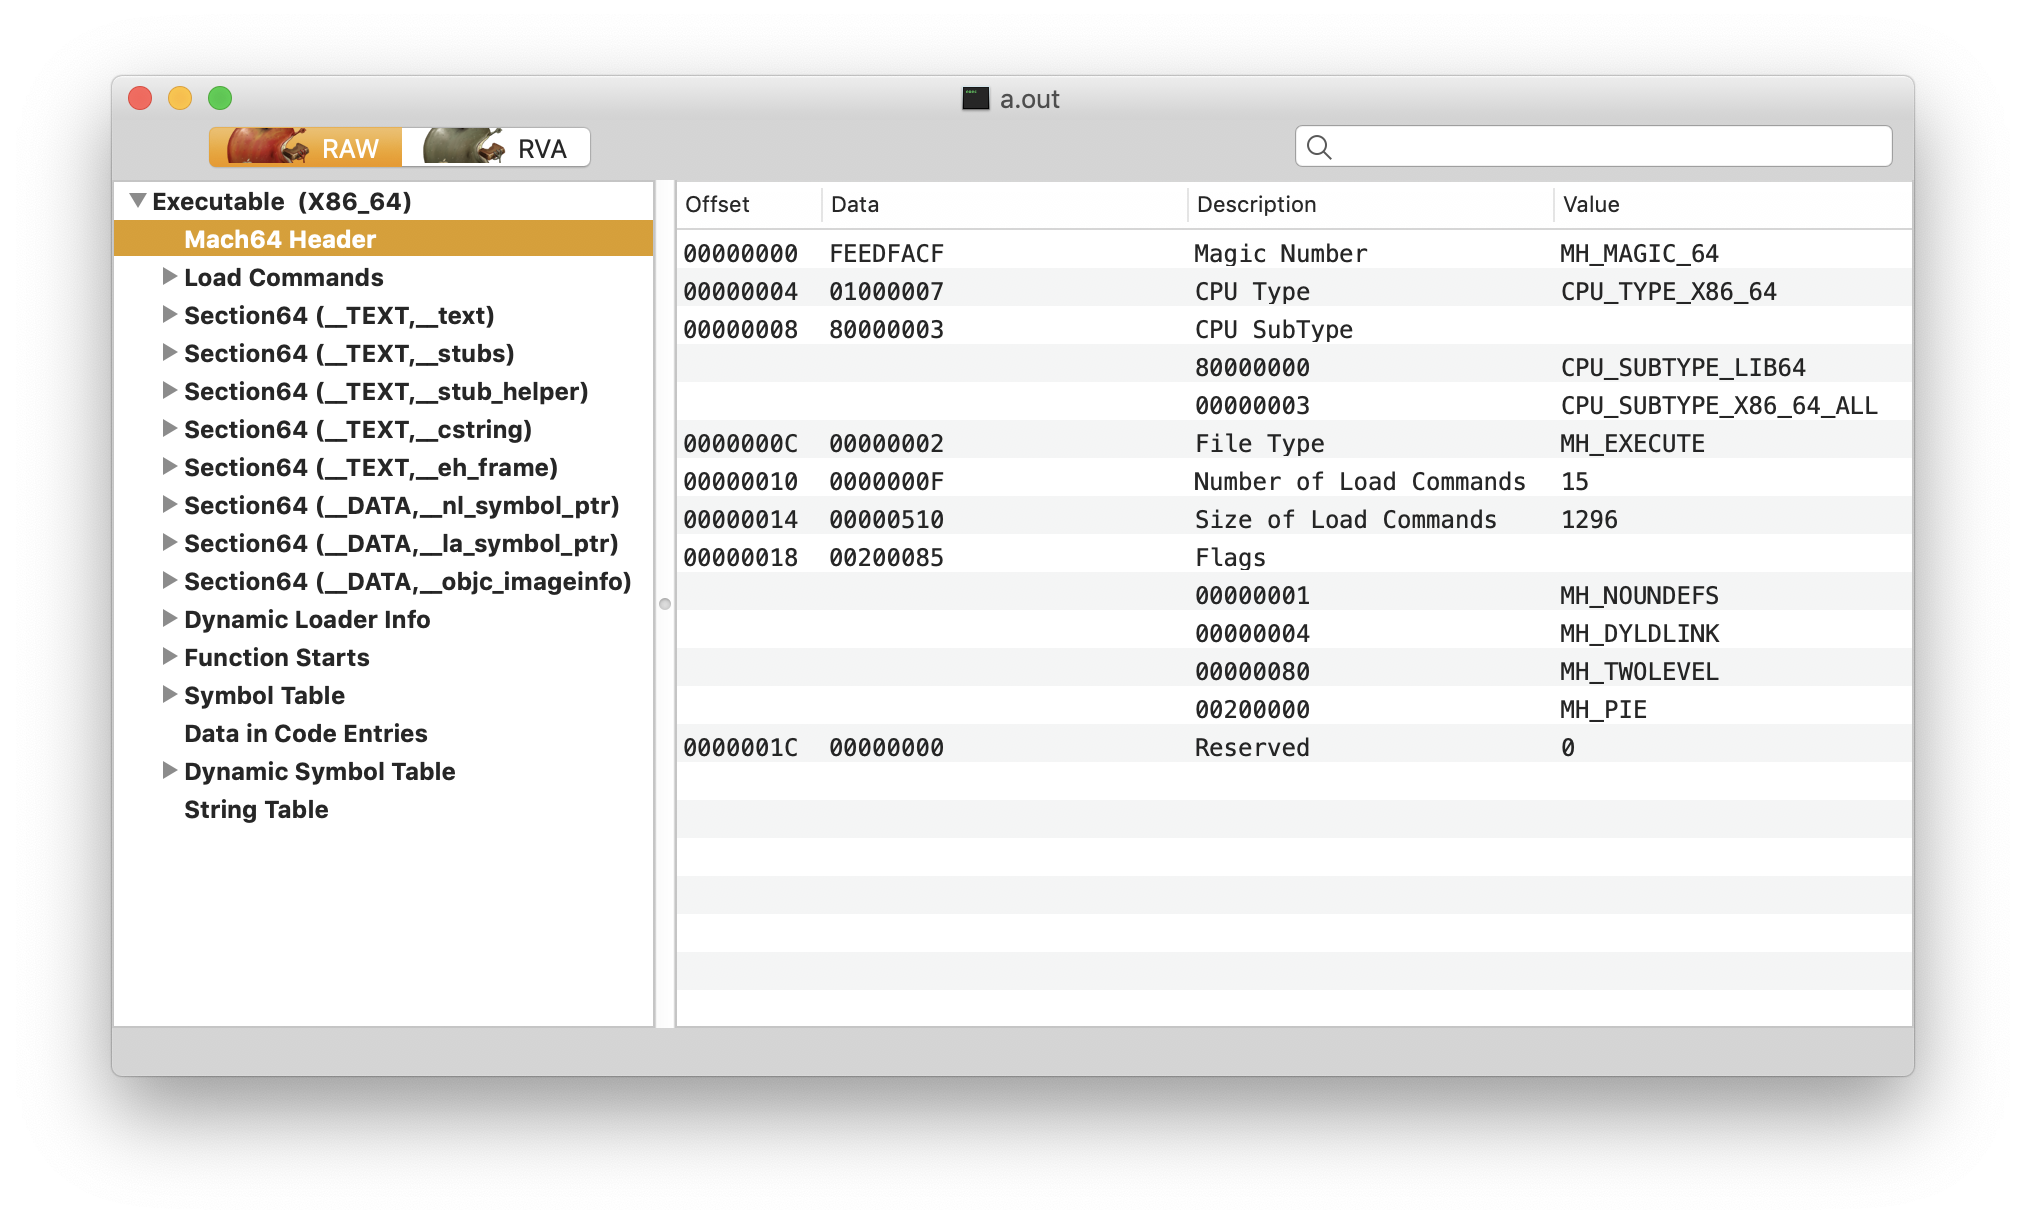 a.out
RAW RVA
Executable (X86_64)
Mach64 Header
Load Commands
Section64 (__TEXT,__text)
Section64 (__TEXT,__stubs)
Section64 (__TEXT,__stub_helper)
Section64 (__TEXT,__cstring)
Section64 (__TEXT,__eh_frame)
Section64 (__DATA,__nl_symbol_ptr)
Section64 (__DATA,__la_symbol_ptr)
Section64 (__DATA,__objc_imageinfo)
Dynamic Loader Info
Function Starts
Symbol Table
Data in Code Entries
Dynamic Symbol Table
String Table
Offset Data Description Value
00000000 FEEDFACF Magic Number MH_MAGIC_64
00000004 01000007 CPU Type CPU_TYPE_X86_64
00000008 80000003 CPU SubType
80000000 CPU_SUBTYPE_LIB64
00000003 CPU_SUBTYPE_X86_64_ALL
0000000C 00000002 File Type MH_EXECUTE
00000010 0000000F Number of Load Commands 15
00000014 00000510 Size of Load Commands 1296
00000018 00200085 Flags
00000001 MH_NOUNDEFS
00000004 MH_DYLDLINK
00000080 MH_TWOLEVEL
00200000 MH_PIE
0000001C 00000000 Reserved 0